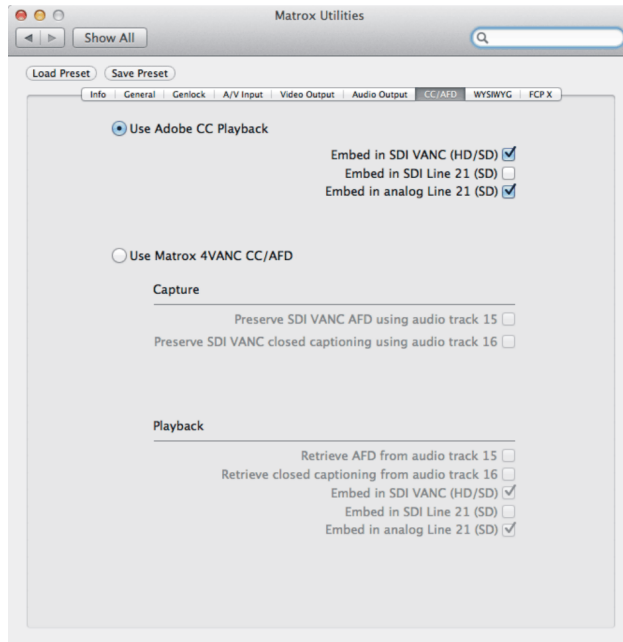 Matrox Utilities
Show All
Load Preset Save Preset
Info General Genlock A/V Input Video Output Audio Output CC/AFD WYSIWYG FCP X
Use Adobe CC Playback
Embed in SDI VANC (HD/SD)
Embed in SDI Line 21 (SD)
Embed in analog Line 21 (SD)
Use Matrox 4VANC CC/AFD
Capture
Preserve SDI VANC AFD using audio track 15
Preserve SDI VANC closed captioning using audio track 16
Playback
Retrieve AFD from audio track 15
Retrieve closed captioning from audio track 16
Embed in SDI VANC (HD/SD)
Embed in SDI Line 21 (SD)
Embed in analog Line 21 (SD)